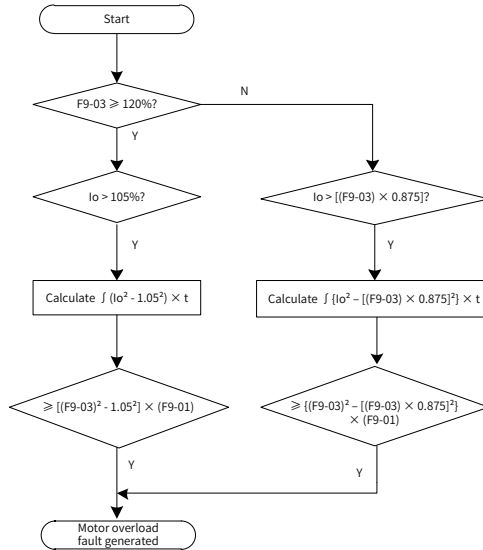 Start
F9-03 ≥ 120%?
N
Y
Io > 105%?
Io > [(F9-03) × 0.875]?
Y
Y
Calculate ∫ (Io² - 1.05²) × t
Calculate ∫ {Io² – [(F9-03) × 0.875]²} × t
≥ [(F9-03)² - 1.05²] × (F9-01)
≥ {(F9-03)² – [(F9-03) × 0.875]²}
× (F9-01)
Y
Y
Motor overload
fault generated